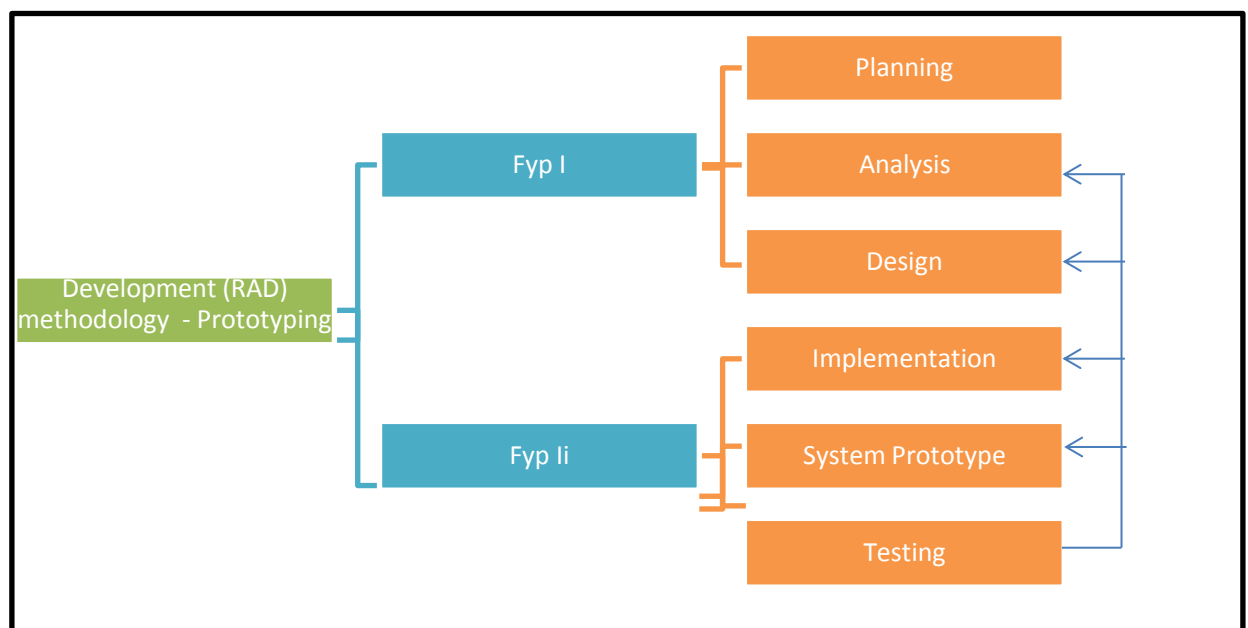 Planning
Fyp I
Analysis
Design
Development (RAD)
methodology  - Prototyping
Implementation
Fyp Ii
System Prototype
Testing